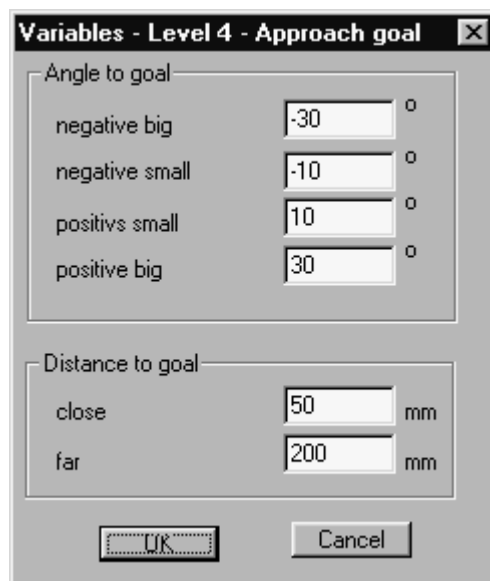 Variables - Level 4 - Approach goal
Angle to goal
negative big -30 °
negative small -10 °
positivs small 10 °
positive big 30 °
Distance to goal
close 50 mm
far 200 mm
OK Cancel